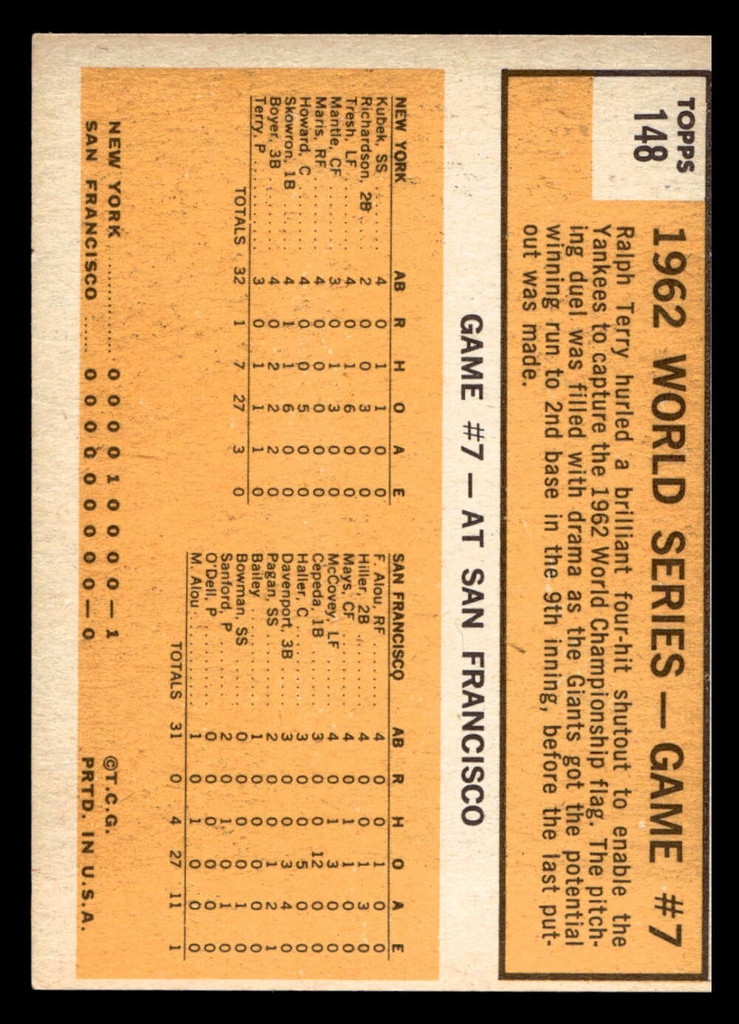 TOPPS
148
1962 WORLD SERIES — GAME #7
Ralph Terry hurled a brilliant four-hit shutout to enable the
Yankees to capture the 1962 World Championship flag. The pitch-
ing duel was filled with drama as the Giants got the potential
winning run to 2nd base in the 9th inning, before the last put-
out was made.
GAME #7 — AT SAN FRANCISCO
NEW YORK AB R H O A E
Kubek, SS ..... 4 0 1 1 0 0
Richardson, 2B ..... 2 0 0 3 0 0
Tresh, LF ..... 4 0 1 6 0 0
Mantle, CF ..... 3 0 1 3 0 0
Maris, RF ..... 4 0 0 0 0 0
Howard, C ..... 4 0 0 5 0 0
Skowron, 1B ..... 4 1 1 6 0 0
Boyer, 3B ..... 4 0 2 2 2 0
Terry, P ..... 3 0 1 1 1 0
TOTALS 32 1 7 27 3 0
SAN FRANCISCO AB R H O A E
F. Alou, RF ..... 4 0 0 1 0 0
Hiller, 2B ..... 4 0 0 1 3 0
Mays, CF ..... 4 0 1 1 0 0
McCovey, LF ..... 4 0 1 3 0 0
Cepeda, 1B ..... 3 0 0 12 0 0
Haller, C ..... 3 0 0 5 0 0
Davenport, 3B ..... 3 0 0 3 4 0
Pagan, SS ..... 2 0 0 1 2 1
Bailey ..... 1 0 0 0 0 0
Bowman, SS ..... 0 0 0 0 1 0
Sanford, P ..... 2 0 1 0 1 0
O'Dell, P ..... 0 0 0 0 0 0
M. Alou ..... 1 0 1 0 0 0
TOTALS 31 0 4 27 11 1
NEW YORK ..... 0 0 0 0 1 0 0 0 0 — 1
SAN FRANCISCO ..... 0 0 0 0 0 0 0 0 0 — 0
©T.C.G.
PRTD. IN U.S.A.